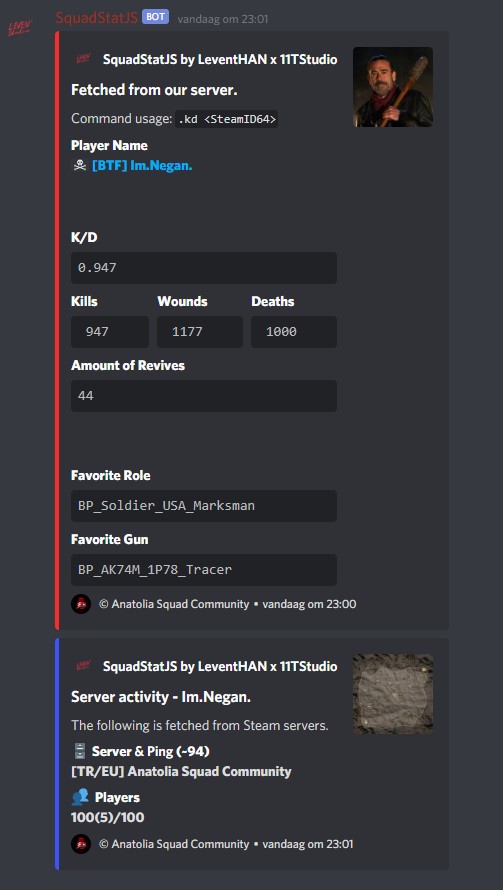 SquadStatJS BOT vandaag om 23:01
SquadStatJS by LeventHAN x 11TStudio
Fetched from our server.
Command usage: .kd <SteamID64>
Player Name
[BTF] Im.Negan.
K/D
0.947
Kills Wounds Deaths
947 1177 1000
Amount of Revives
44
Favorite Role
BP_Soldier_USA_Marksman
Favorite Gun
BP_AK74M_1P78_Tracer
© Anatolia Squad Community • vandaag om 23:00
SquadStatJS by LeventHAN x 11TStudio
Server activity - Im.Negan.
The following is fetched from Steam servers.
Server & Ping (~94)
[TR/EU] Anatolia Squad Community
Players
100(5)/100
© Anatolia Squad Community • vandaag om 23:01